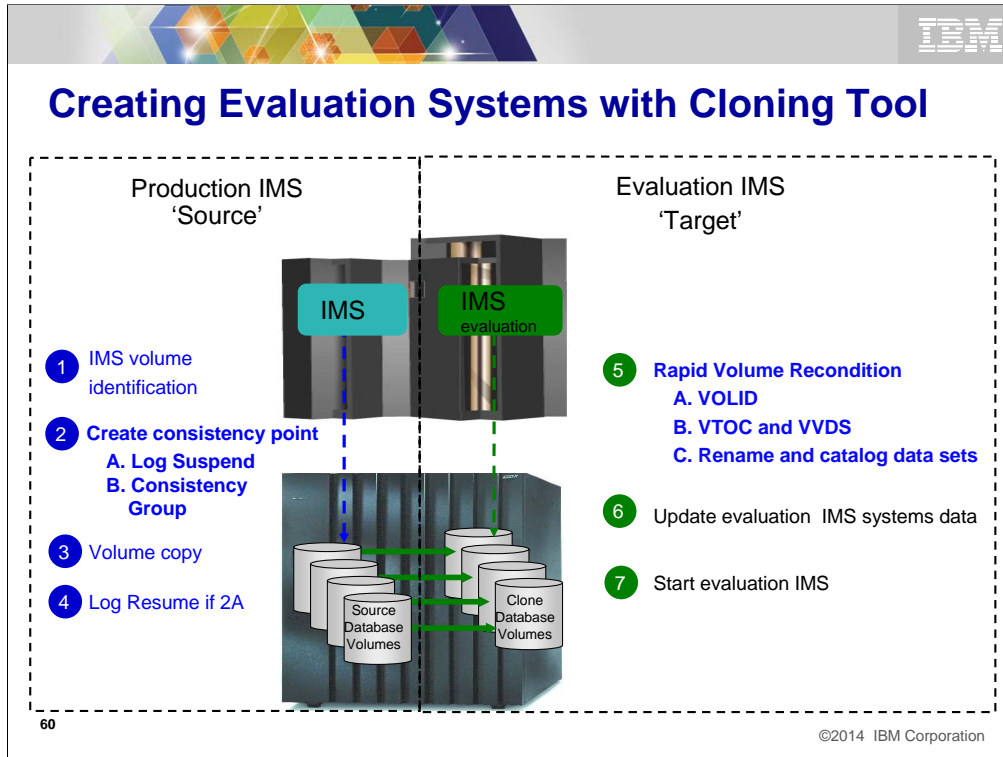 IBM
Creating Evaluation Systems with Cloning Tool
Production IMS
‘Source’
Evaluation IMS
‘Target’
IMS
IMS
evaluation
1 IMS volume
identification
2 Create consistency point
A. Log Suspend
B. Consistency
Group
3 Volume copy
4 Log Resume if 2A
Source
Database
Volumes
Clone
Database
Volumes
5 Rapid Volume Recondition
A. VOLID
B. VTOC and VVDS
C. Rename and catalog data sets
6 Update evaluation IMS systems data
7 Start evaluation IMS
60
©2014 IBM Corporation